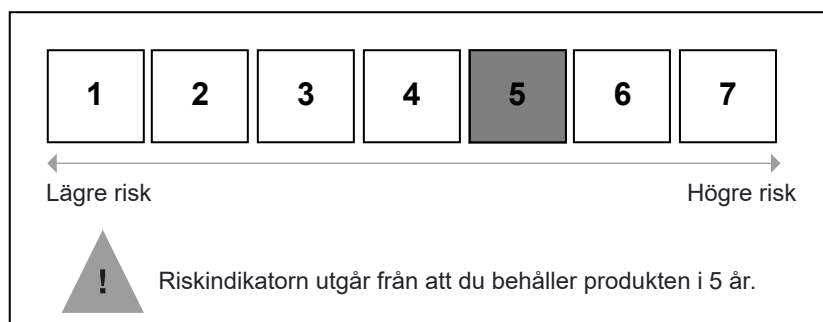 1 2 3 4 5 6 7
Lägre risk Högre risk
! Riskindikatorn utgår från att du behåller produkten i 5 år.